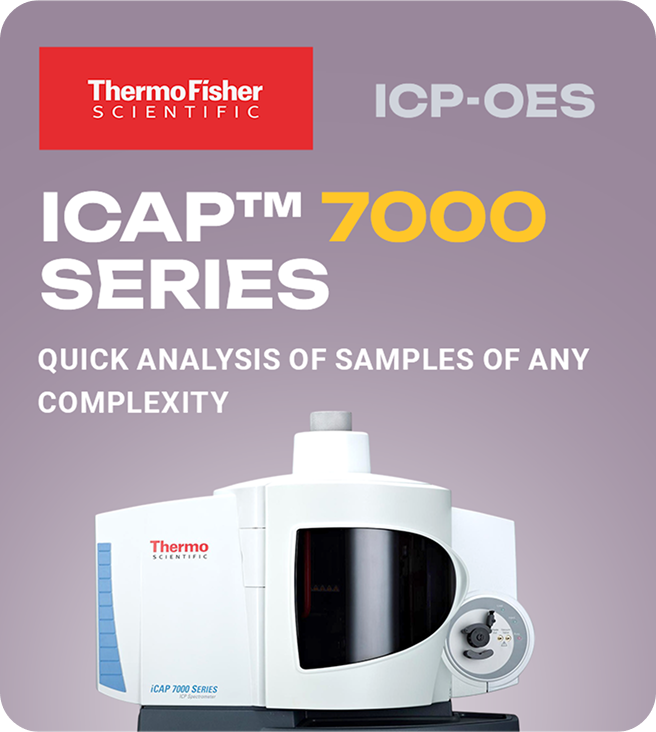 ThermoFisher
SCIENTIFIC
ICP-OES
ICAP™ 7000
SERIES
QUICK ANALYSIS OF SAMPLES OF ANY
COMPLEXITY
Thermo
SCIENTIFIC
iCAP 7000 SERIES
ICP Spectrometer